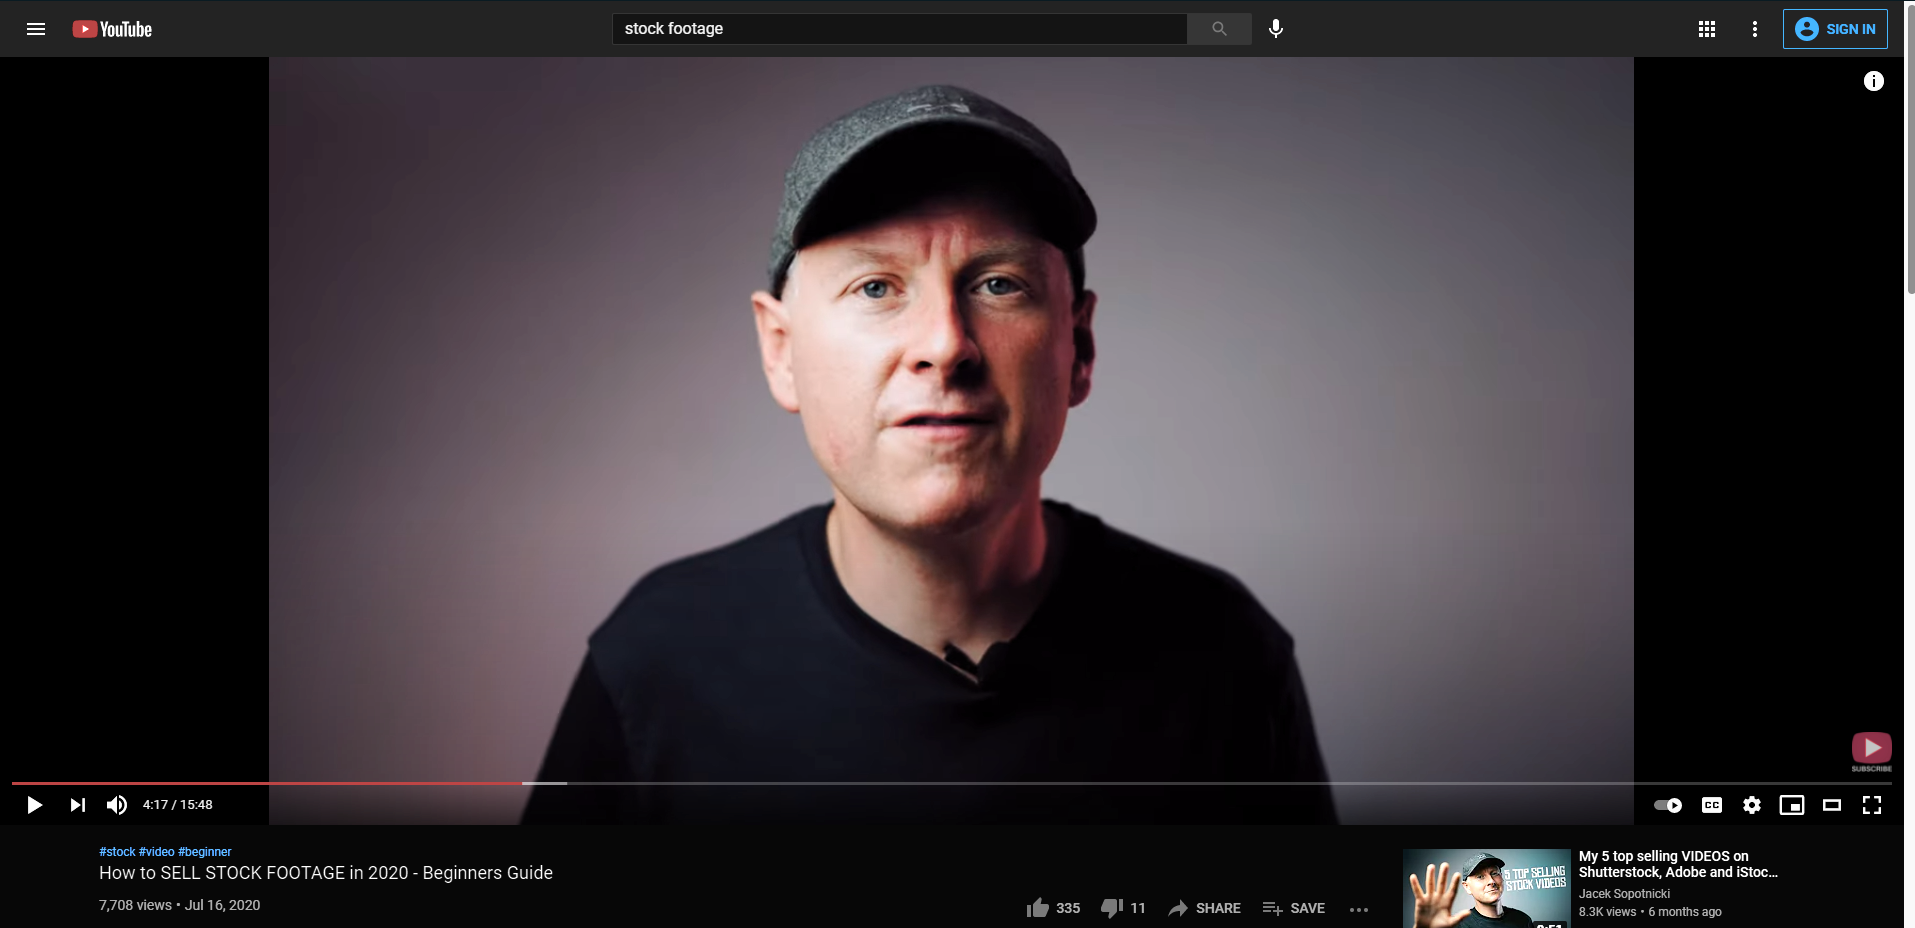 YouTube
stock footage
SIGN IN
SUBSCRIBE
4:17 / 15:48
CC
#stock #video #beginner
How to SELL STOCK FOOTAGE in 2020 - Beginners Guide
7,708 views • Jul 16, 2020
335
11
SHARE
SAVE
5 TOP SELLING
STOCK VIDEOS
My 5 top selling VIDEOS on
Shutterstock, Adobe and iStoc...
Jacek Sopotnicki
8.3K views • 6 months ago